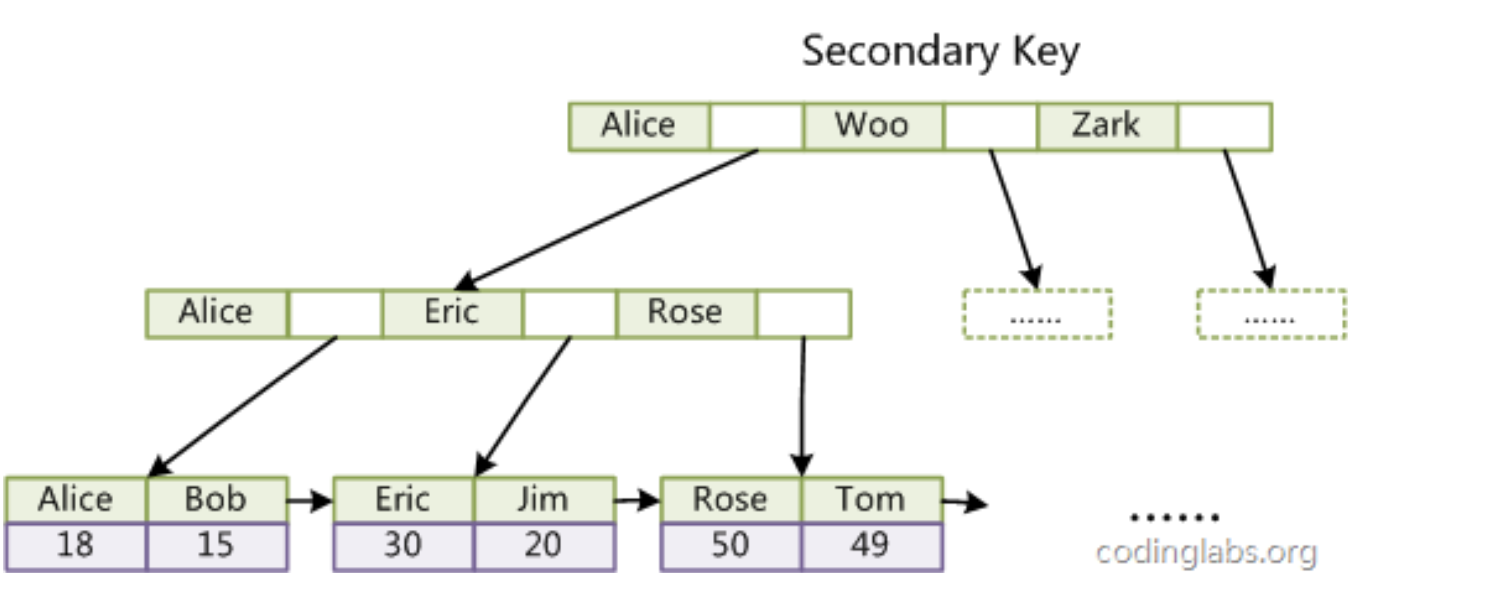 Secondary Key
Alice Woo Zark
Alice Eric Rose ...... ......
Alice Bob Eric Jim Rose Tom
18 15 30 20 50 49
......
codinglabs.org